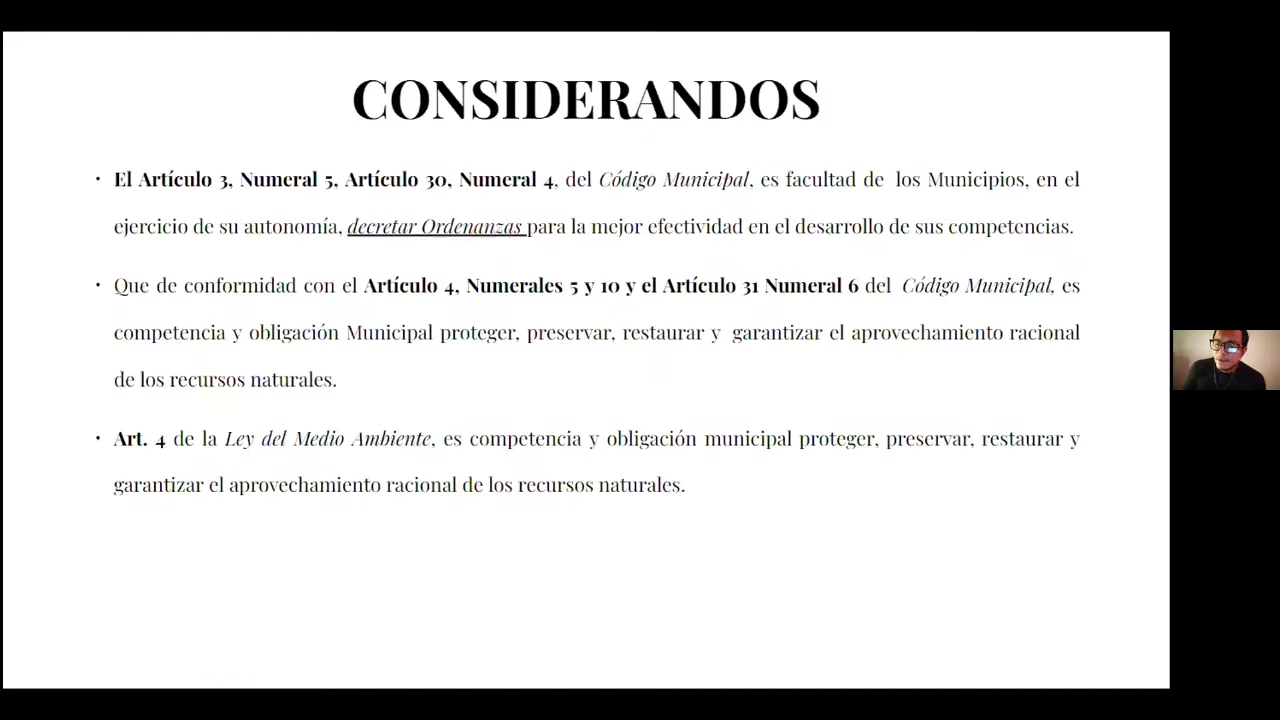 CONSIDERANDOS
• El Artículo 3, Numeral 5, Artículo 30, Numeral 4, del Código Municipal, es facultad de los Municipios, en el
ejercicio de su autonomía, decretar Ordenanzas para la mejor efectividad en el desarrollo de sus competencias.
• Que de conformidad con el Artículo 4, Numerales 5 y 10 y el Artículo 31 Numeral 6 del Código Municipal, es
competencia y obligación Municipal proteger, preservar, restaurar y garantizar el aprovechamiento racional
de los recursos naturales.
• Art. 4 de la Ley del Medio Ambiente, es competencia y obligación municipal proteger, preservar, restaurar y
garantizar el aprovechamiento racional de los recursos naturales.